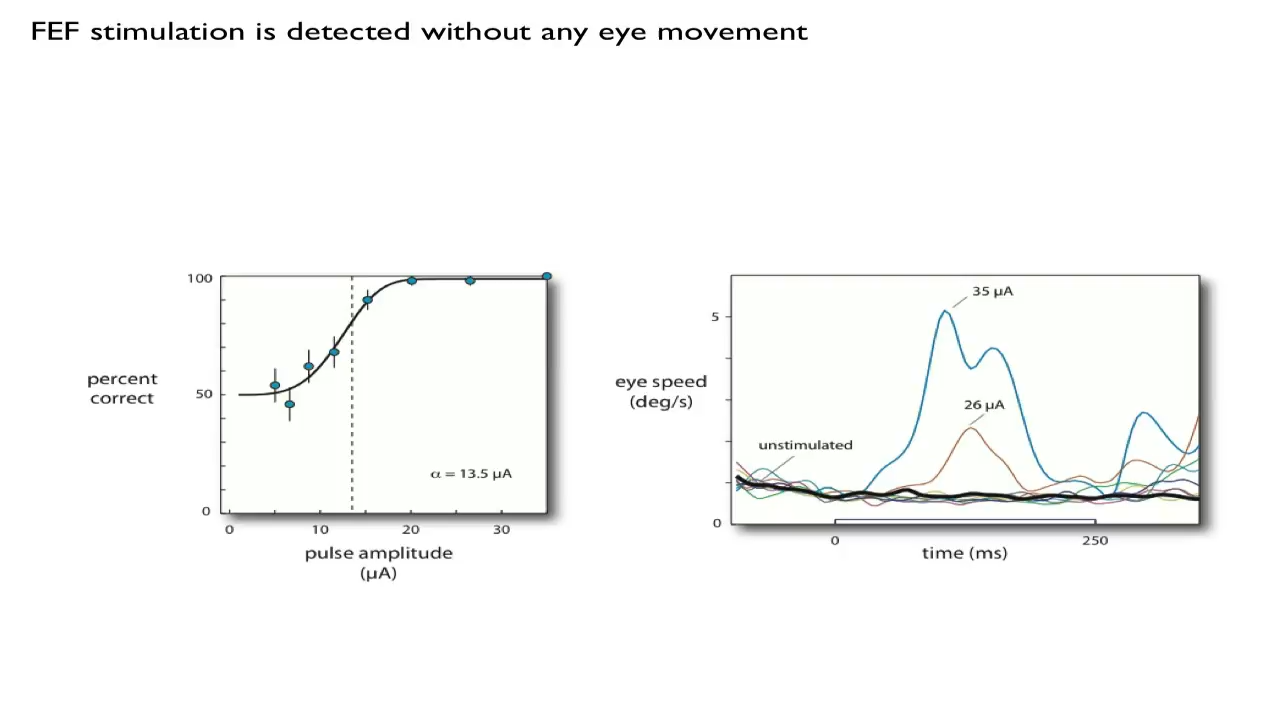 FEF stimulation is detected without any eye movement
100
50
0
percent
correct
α = 13.5 µA
0 10 20 30
pulse amplitude
(µA)
5
0
eye speed
(deg/s)
35 µA
26 µA
unstimulated
0 250
time (ms)